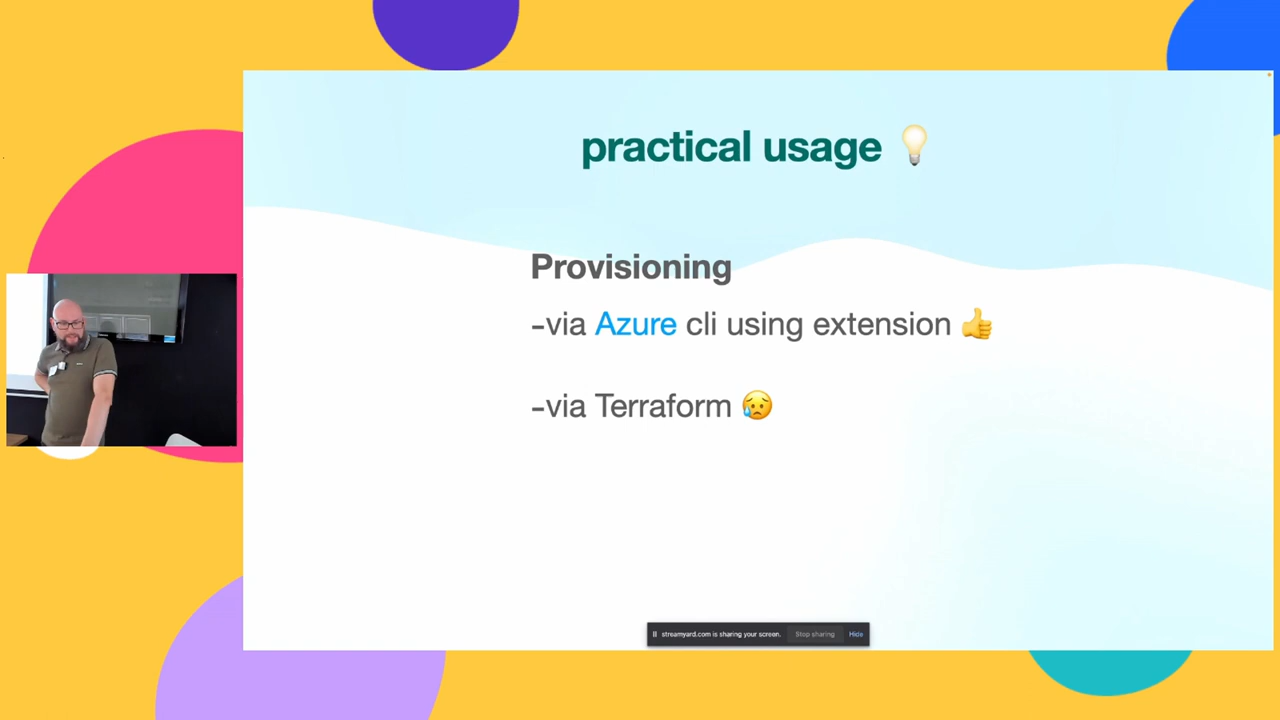 practical usage 💡
Provisioning
-via Azure cli using extension 👍
-via Terraform 😥
streamyard.com is sharing your screen. Stop sharing Hide